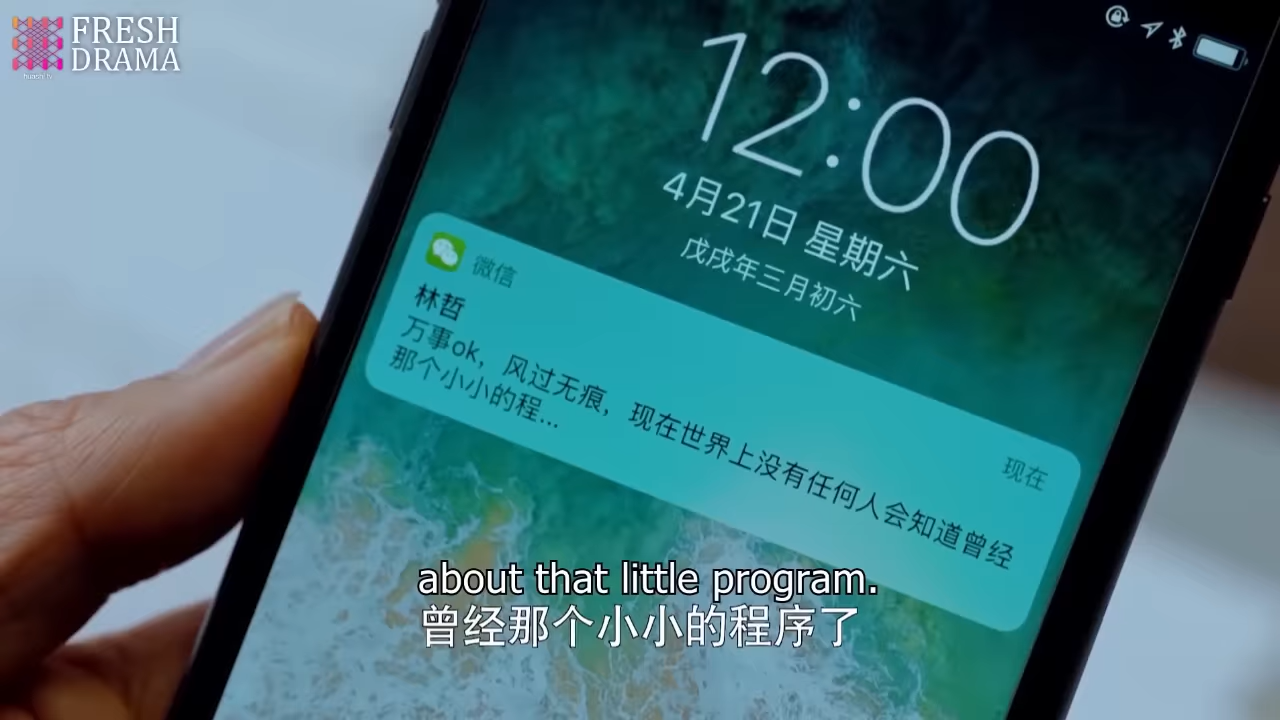 FRESH
DRAMA
huace tv
12:00
4月21日 星期六
戊戌年三月初六
微信
现在
林哲
万事ok，风过无痕，现在世界上没有任何人会知道曾经
那个小小的程...
about that little program.
曾经那个小小的程序了